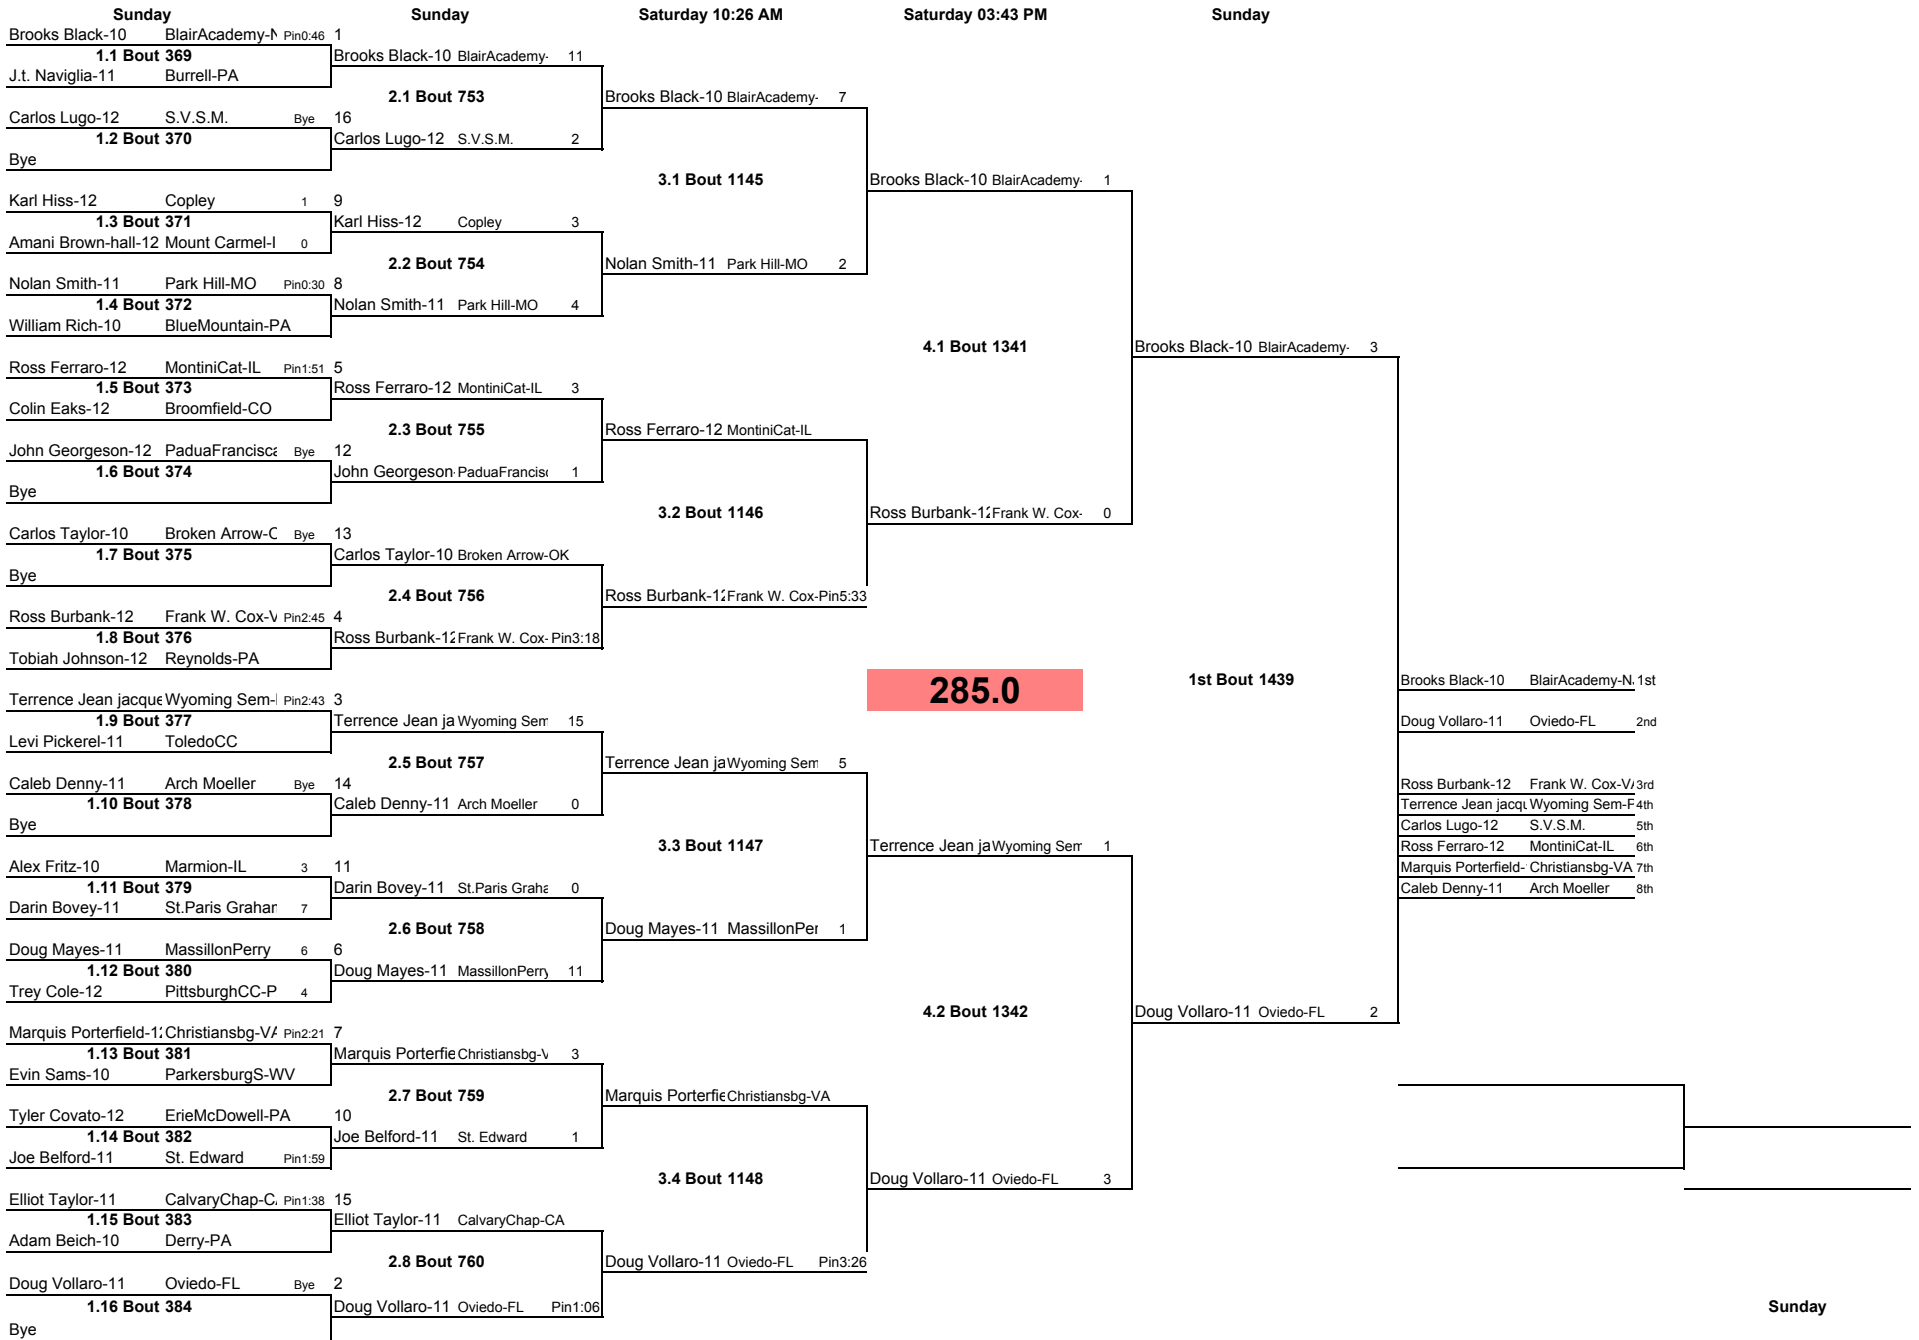 Sunday Sunday Saturday 10:26 AM Saturday 03:43 PM Sunday
Brooks Black-10 BlairAcademy-N Pin0:46 1
1.1 Bout 369
J.t. Naviglia-11 Burrell-PA
Carlos Lugo-12 S.V.S.M. Bye 16
1.2 Bout 370
Bye
Karl Hiss-12 Copley 1 9
1.3 Bout 371
Amani Brown-hall-12 Mount Carmel-I 0
Nolan Smith-11 Park Hill-MO Pin0:30 8
1.4 Bout 372
William Rich-10 BlueMountain-PA
Ross Ferraro-12 MontiniCat-IL Pin1:51 5
1.5 Bout 373
Colin Eaks-12 Broomfield-CO
John Georgeson-12 PaduaFrancisca Bye 12
1.6 Bout 374
Bye
Carlos Taylor-10 Broken Arrow-C Bye 13
1.7 Bout 375
Bye
Ross Burbank-12 Frank W. Cox-V Pin2:45 4
1.8 Bout 376
Tobiah Johnson-12 Reynolds-PA
Terrence Jean jacque Wyoming Sem- Pin2:43 3
1.9 Bout 377
Levi Pickerel-11 ToledoCC
Caleb Denny-11 Arch Moeller Bye 14
1.10 Bout 378
Bye
Alex Fritz-10 Marmion-IL 3 11
1.11 Bout 379
Darin Bovey-11 St.Paris Grahar 7
Doug Mayes-11 MassillonPerry 6 6
1.12 Bout 380
Trey Cole-12 PittsburghCC-P 4
Marquis Porterfield-12 Christiansbg-VA Pin2:21 7
1.13 Bout 381
Evin Sams-10 ParkersburgS-WV
Tyler Covato-12 ErieMcDowell-PA 10
1.14 Bout 382
Joe Belford-11 St. Edward Pin1:59
Elliot Taylor-11 CalvaryChap-C Pin1:38 15
1.15 Bout 383
Adam Beich-10 Derry-PA
Doug Vollaro-11 Oviedo-FL Bye 2
1.16 Bout 384
Bye
Brooks Black-10 BlairAcademy- 11
2.1 Bout 753
Carlos Lugo-12 S.V.S.M. 2
Karl Hiss-12 Copley 3
2.2 Bout 754
Nolan Smith-11 Park Hill-MO 4
Ross Ferraro-12 MontiniCat-IL 3
2.3 Bout 755
John Georgeson- PaduaFrancisc 1
Carlos Taylor-10 Broken Arrow-OK
2.4 Bout 756
Ross Burbank-12 Frank W. Cox- Pin3:18
Terrence Jean ja Wyoming Sem 15
2.5 Bout 757
Caleb Denny-11 Arch Moeller 0
Darin Bovey-11 St.Paris Graha 0
2.6 Bout 758
Doug Mayes-11 MassillonPerry 11
Marquis Porterfie Christiansbg-V 3
2.7 Bout 759
Joe Belford-11 St. Edward 1
Elliot Taylor-11 CalvaryChap-CA
2.8 Bout 760
Doug Vollaro-11 Oviedo-FL Pin1:06
Brooks Black-10 BlairAcademy- 7
3.1 Bout 1145
Nolan Smith-11 Park Hill-MO 2
Ross Ferraro-12 MontiniCat-IL
3.2 Bout 1146
Ross Burbank-12 Frank W. Cox- Pin5:33
Terrence Jean ja Wyoming Sem 5
3.3 Bout 1147
Doug Mayes-11 MassillonPer 1
Marquis Porterfie Christiansbg-VA
3.4 Bout 1148
Doug Vollaro-11 Oviedo-FL Pin3:26
Brooks Black-10 BlairAcademy- 1
4.1 Bout 1341
Ross Burbank-12 Frank W. Cox- 0
285.0
Terrence Jean ja Wyoming Sem 1
4.2 Bout 1342
Doug Vollaro-11 Oviedo-FL 3
Brooks Black-10 BlairAcademy- 3
1st Bout 1439
Doug Vollaro-11 Oviedo-FL 2
Brooks Black-10 BlairAcademy-N 1st
Doug Vollaro-11 Oviedo-FL 2nd
Ross Burbank-12 Frank W. Cox-VA 3rd
Terrence Jean jacqu Wyoming Sem-P 4th
Carlos Lugo-12 S.V.S.M. 5th
Ross Ferraro-12 MontiniCat-IL 6th
Marquis Porterfield- Christiansbg-VA 7th
Caleb Denny-11 Arch Moeller 8th
Sunday